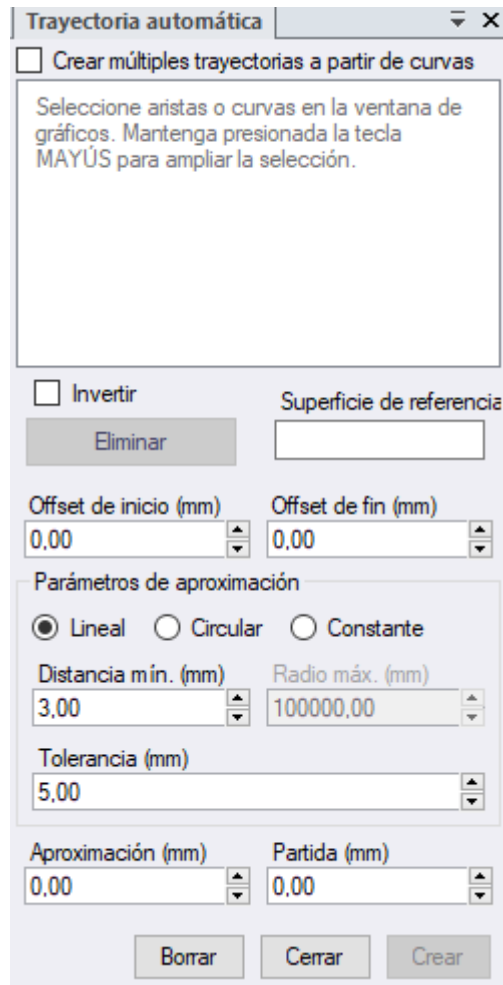 Trayectoria automática
Crear múltiples trayectorias a partir de curvas
Seleccione aristas o curvas en la ventana de
gráficos. Mantenga presionada la tecla
MAYÚS para ampliar la selección.
Invertir
Superficie de referencia
Eliminar
Offset de inicio (mm) Offset de fin (mm)
0,00 0,00
Parámetros de aproximación
Lineal Circular Constante
Distancia mín. (mm) Radio máx. (mm)
3,00 100000,00
Tolerancia (mm)
5,00
Aproximación (mm) Partida (mm)
0,00 0,00
Borrar Cerrar Crear